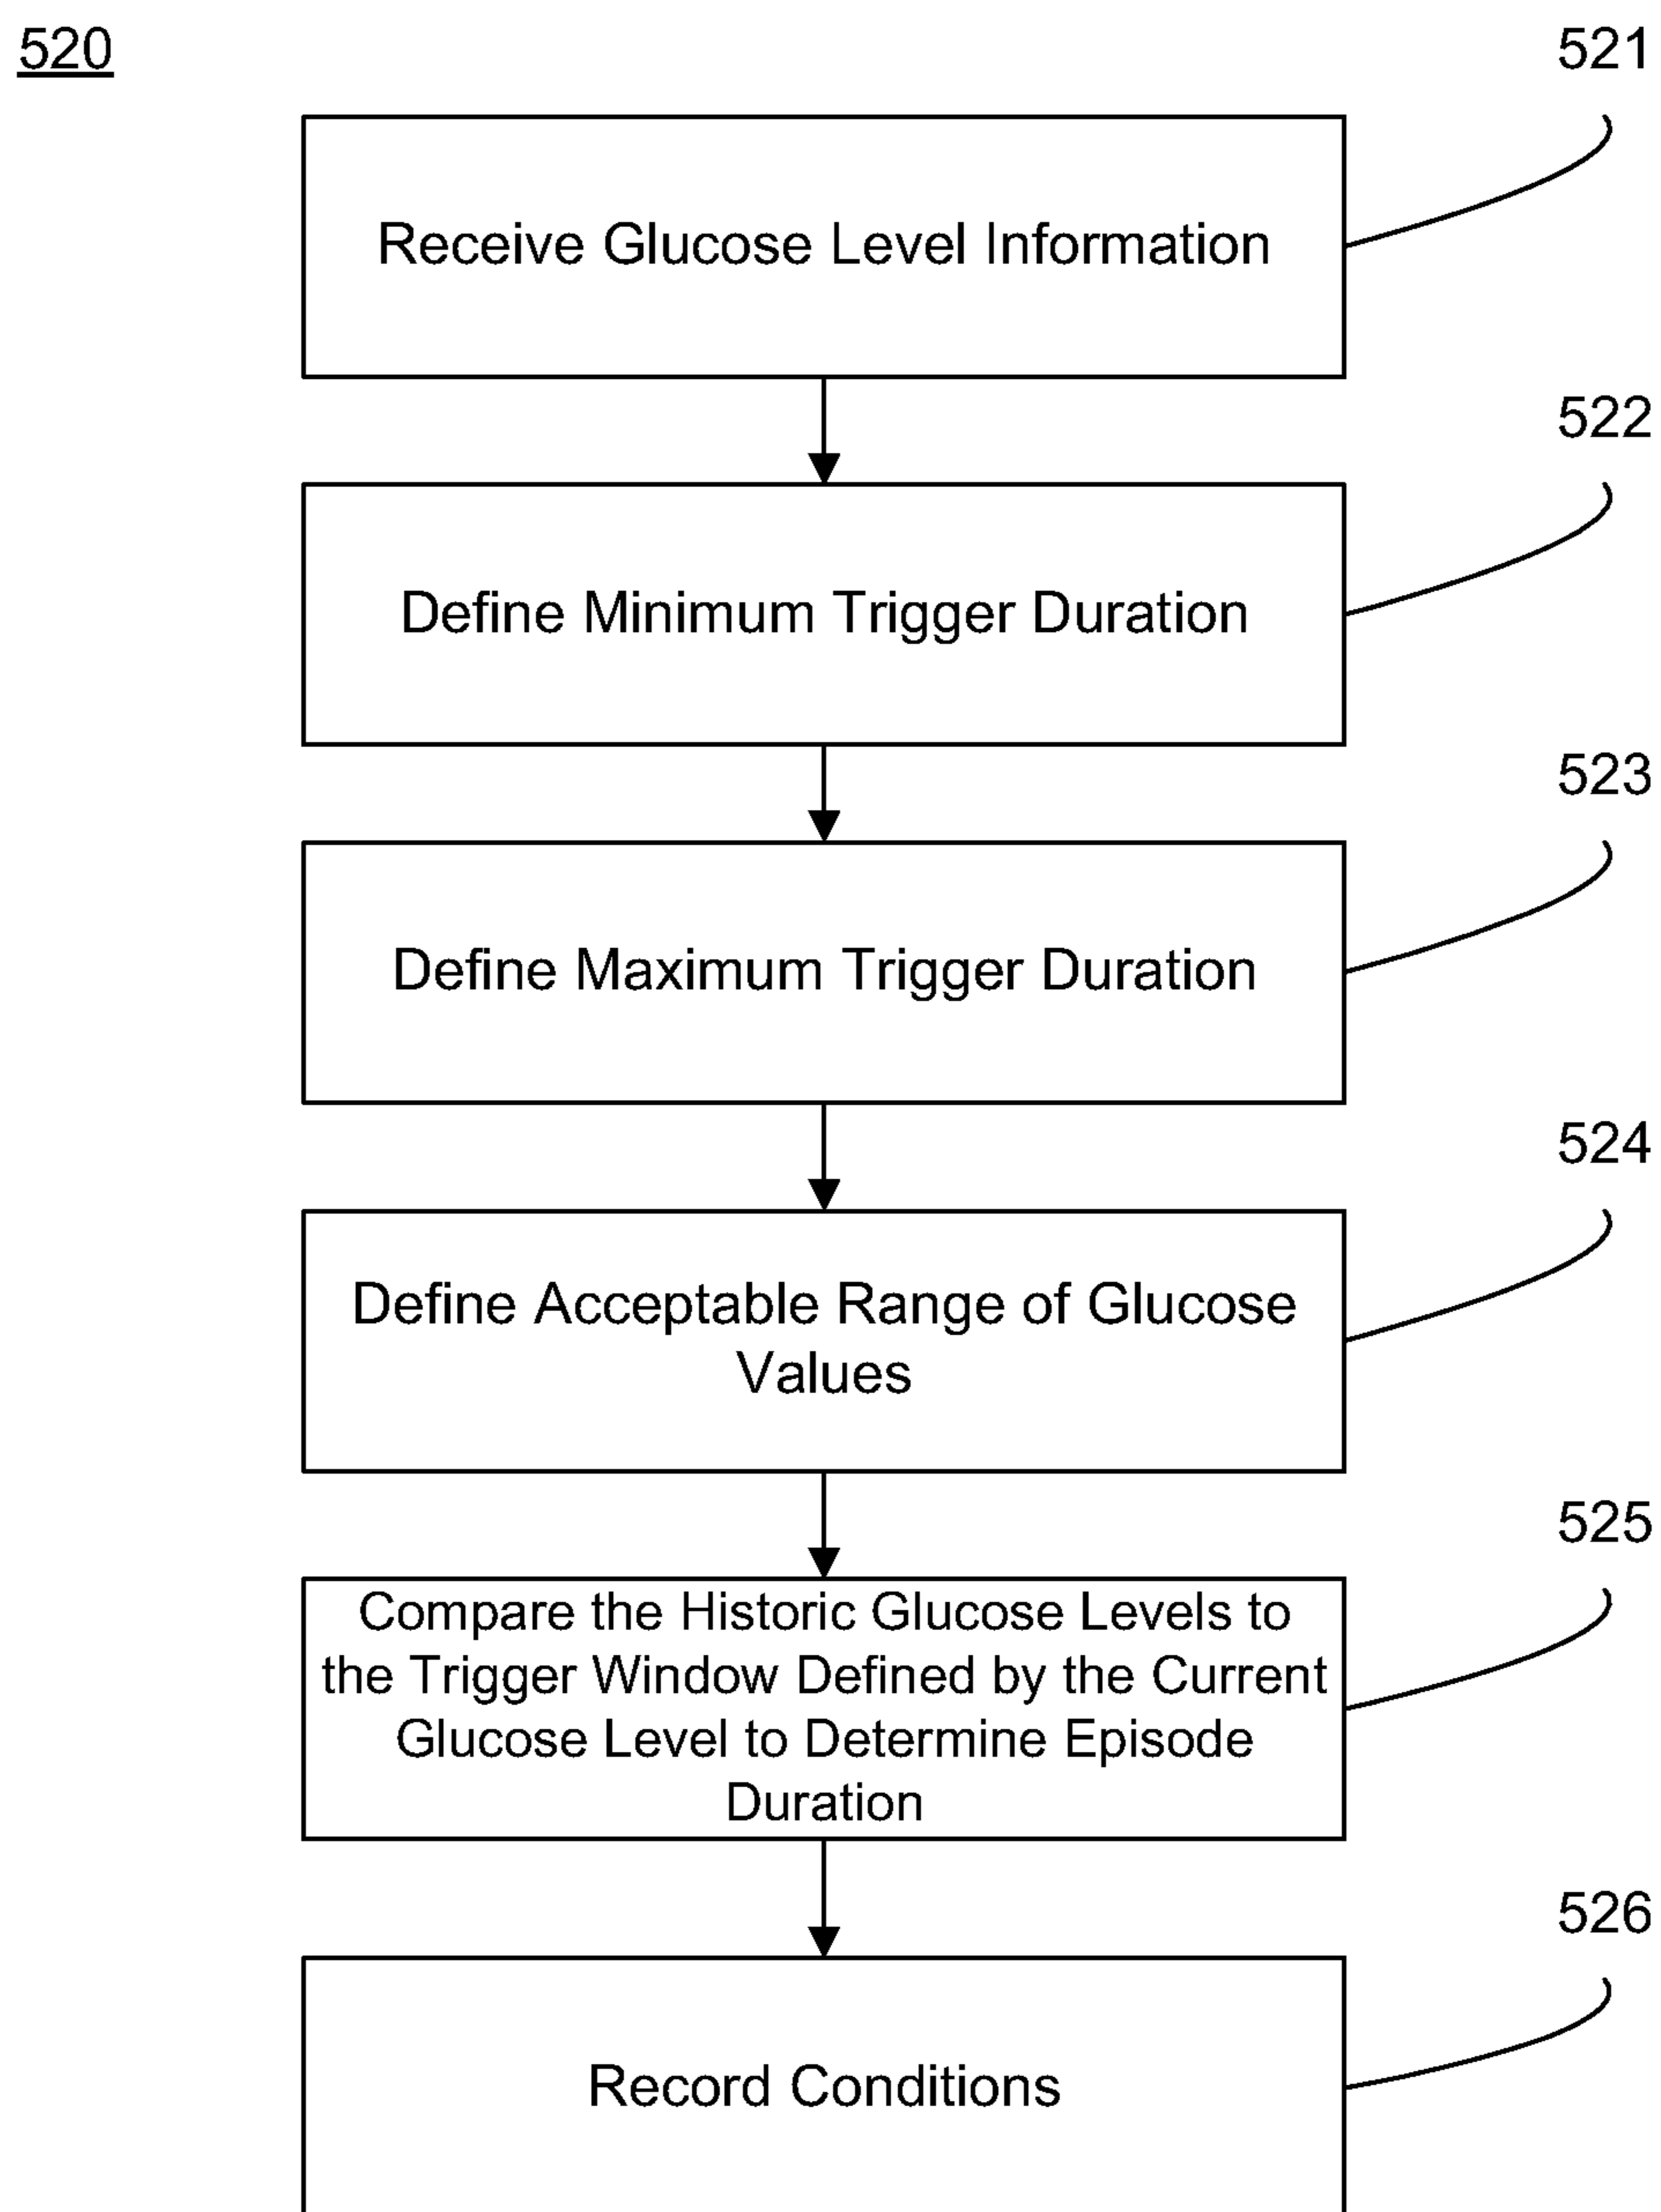 520
521
Receive Glucose Level Information
522
Define Minimum Trigger Duration
523
Define Maximum Trigger Duration
524
Define Acceptable Range of Glucose
Values
525
Compare the Historic Glucose Levels to
the Trigger Window Defined by the Current
Glucose Level to Determine Episode
Duration
526
Record Conditions